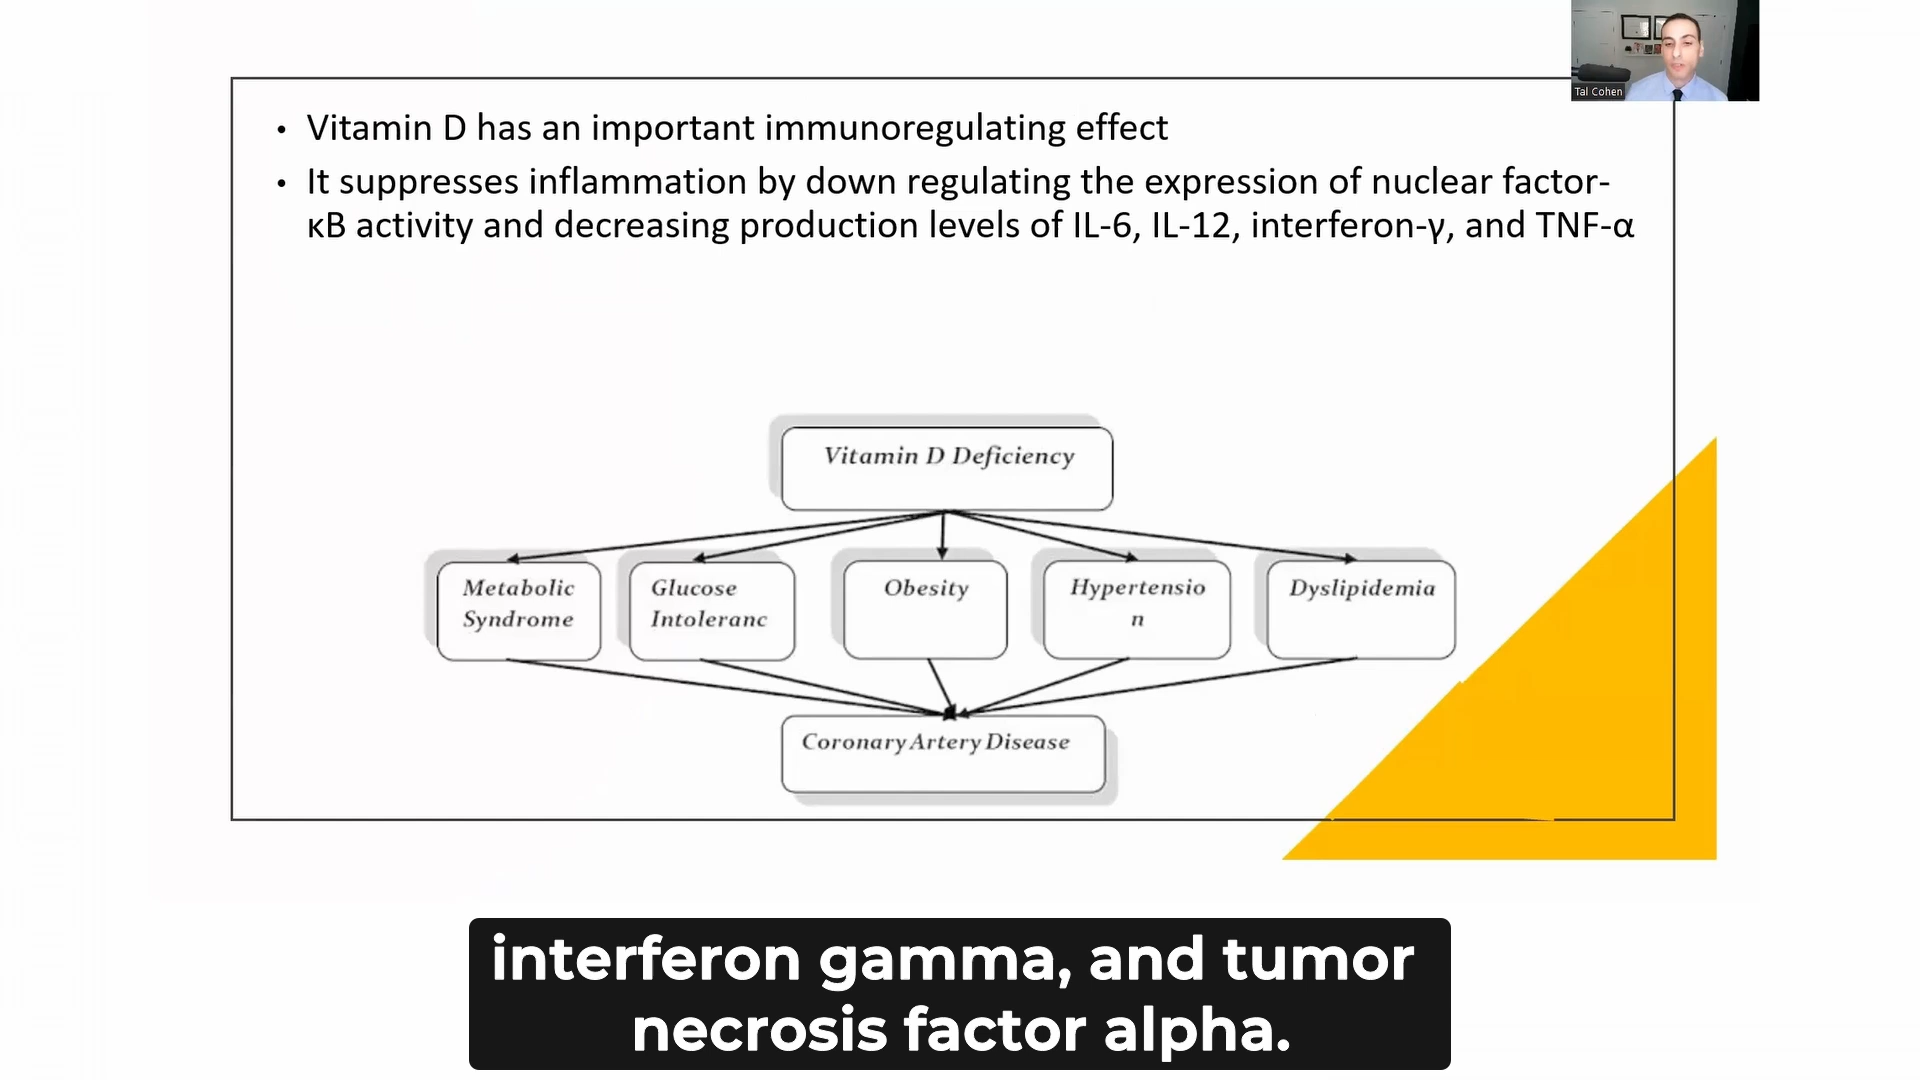 Tal Cohen
• Vitamin D has an important immunoregulating effect
• It suppresses inflammation by down regulating the expression of nuclear factor-
κB activity and decreasing production levels of IL-6, IL-12, interferon-γ, and TNF-α
Vitamin D Deficiency
Metabolic
Syndrome
Glucose
Intoleranc
Obesity
Hypertensio
n
Dyslipidemia
Coronary Artery Disease
interferon gamma, and tumor
necrosis factor alpha.